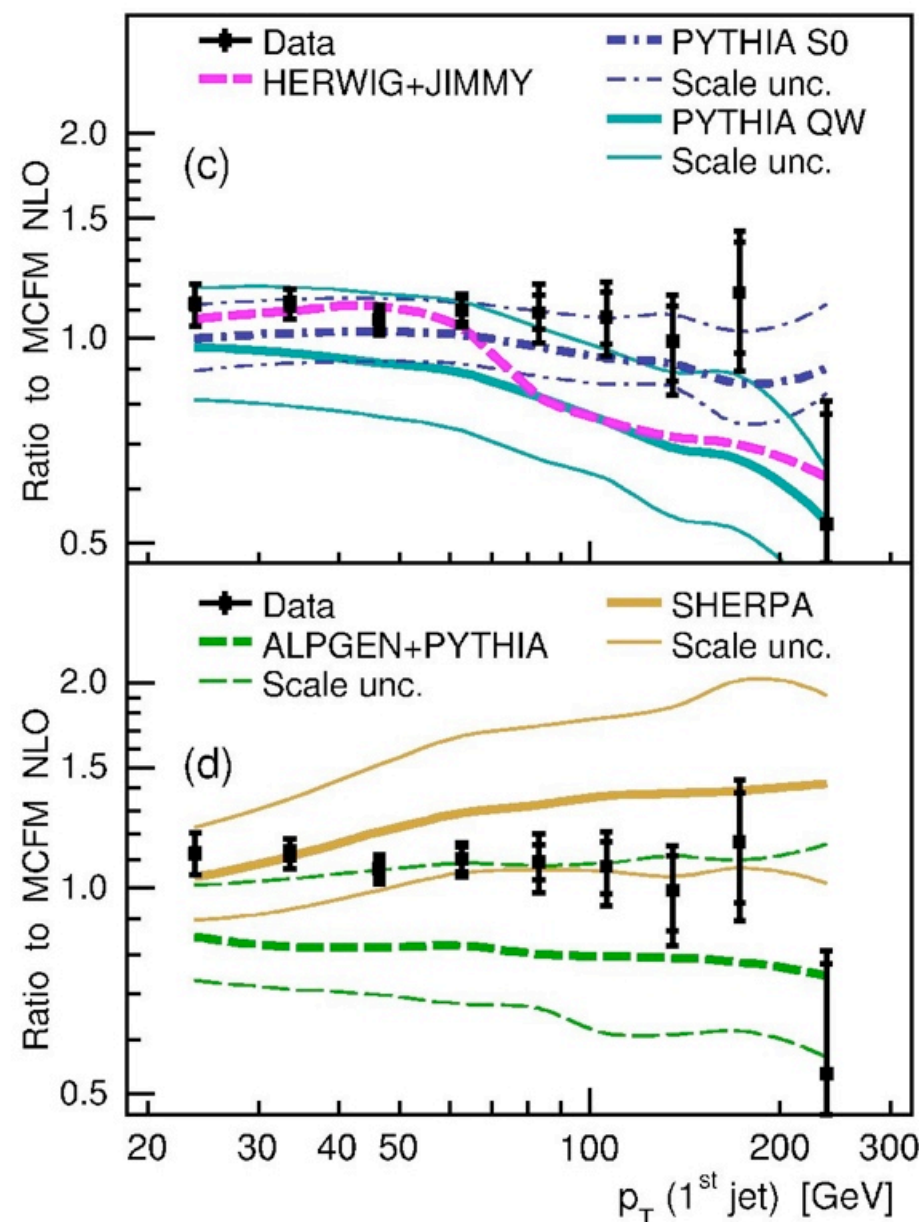 Data
HERWIG+JIMMY
PYTHIA S0
Scale unc.
PYTHIA QW
Scale unc.
(c)
Ratio to MCFM NLO
2.0
1.5
1.0
0.5
Data
ALPGEN+PYTHIA
Scale unc.
SHERPA
Scale unc.
(d)
Ratio to MCFM NLO
2.0
1.5
1.0
0.5
20 30 40 50 100 200 300
p_T (1^st jet) [GeV]